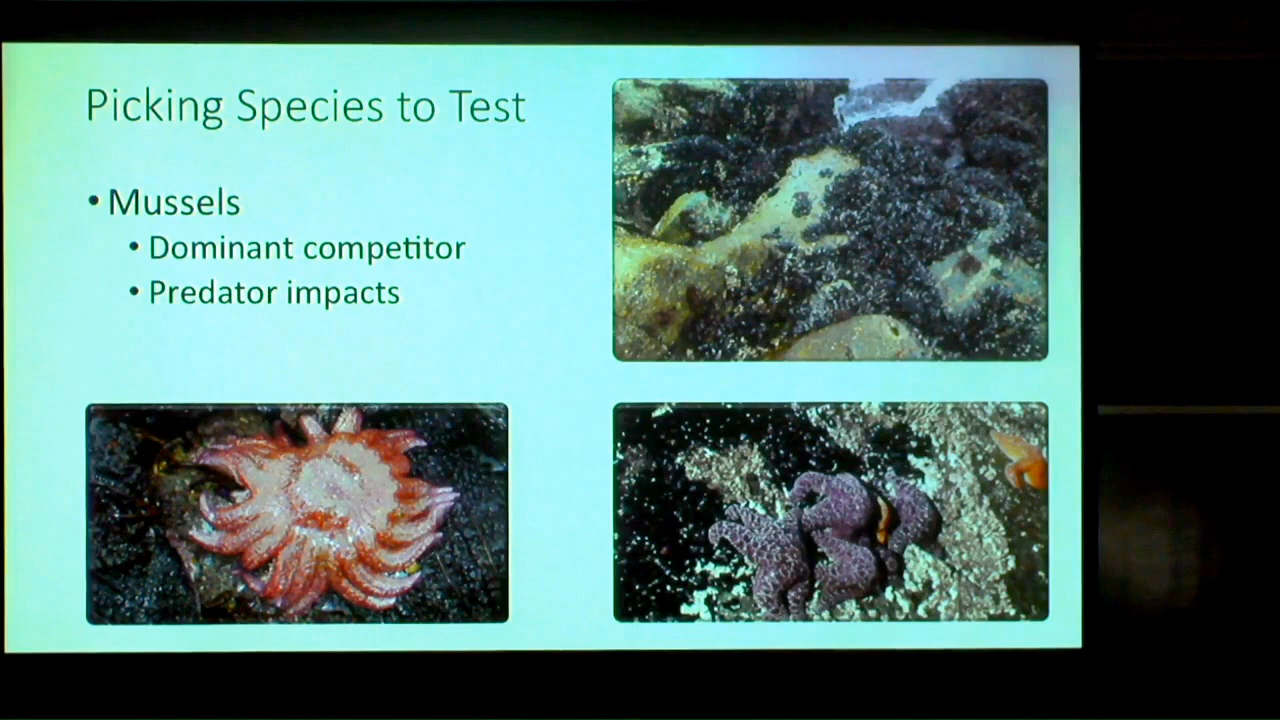 Picking Species to Test
• Mussels
• Dominant competitor
• Predator impacts